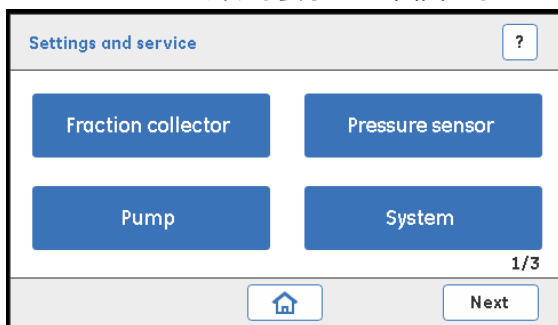 Settings and service ?
Fraction collector Pressure sensor
Pump System
1/3
Next